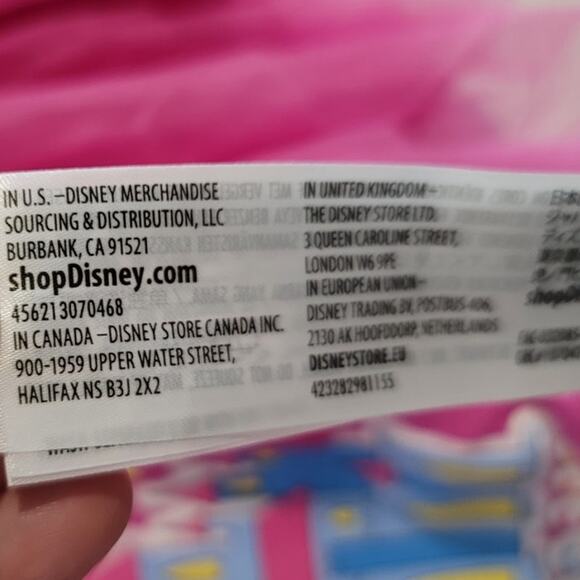 IN U.S. –DISNEY MERCHANDISE
SOURCING & DISTRIBUTION, LLC
BURBANK, CA 91521
shopDisney.com
456213070468
IN CANADA –DISNEY STORE CANADA INC.
900-1959 UPPER WATER STREET,
HALIFAX NS B3J 2X2
IN UNITED KINGDOM–
THE DISNEY STORE LTD.
3 QUEEN CAROLINE STREET,
LONDON W6 9PE
IN EUROPEAN UNION–
DISNEY TRADING BV, POSTBUS 406,
2130 AK HOOFDDORP, NETHERLANDS
DISNEYSTORE.EU
423282981155